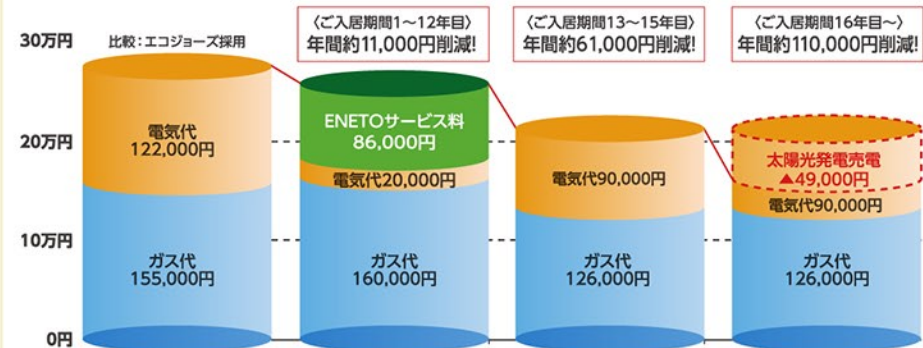 〈ご入居期間1～12年目〉
年間約11,000円削減!
〈ご入居期間13～15年目〉
年間約61,000円削減!
〈ご入居期間16年目～〉
年間約110,000円削減!
30万円
比較：エコジョーズ採用
20万円
10万円
0円
電気代
122,000円
ガス代
155,000円
ENETOサービス料
86,000円
電気代20,000円
ガス代
160,000円
電気代90,000円
ガス代
126,000円
太陽光発電売電
▲49,000円
電気代90,000円
ガス代
126,000円